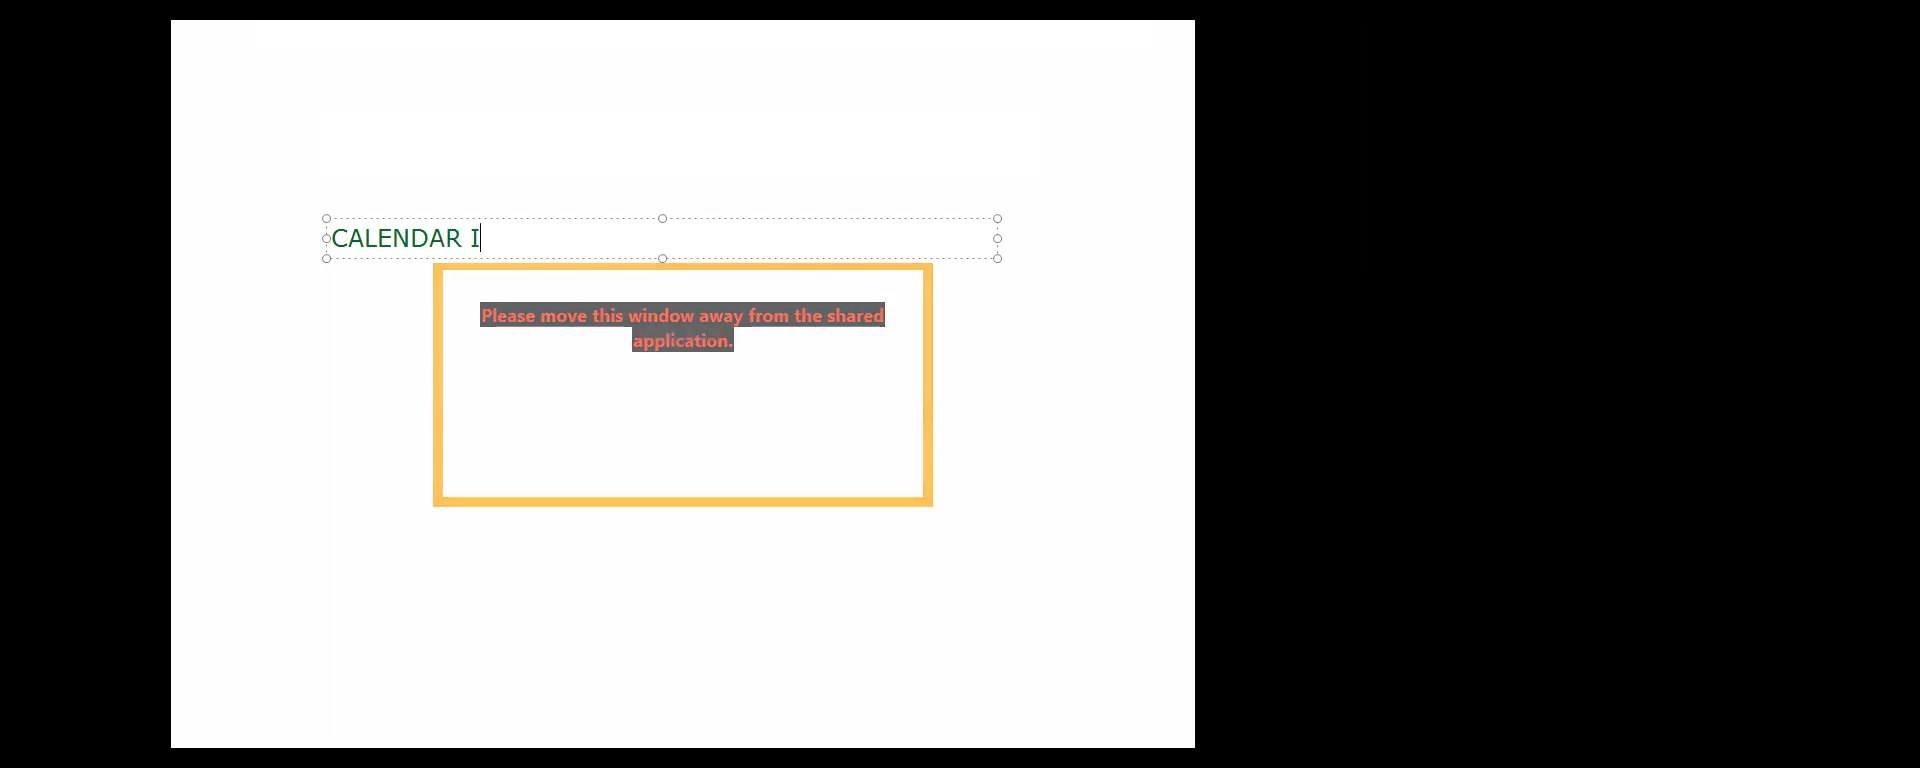 CALENDAR I
Please move this window away from the shared
application.